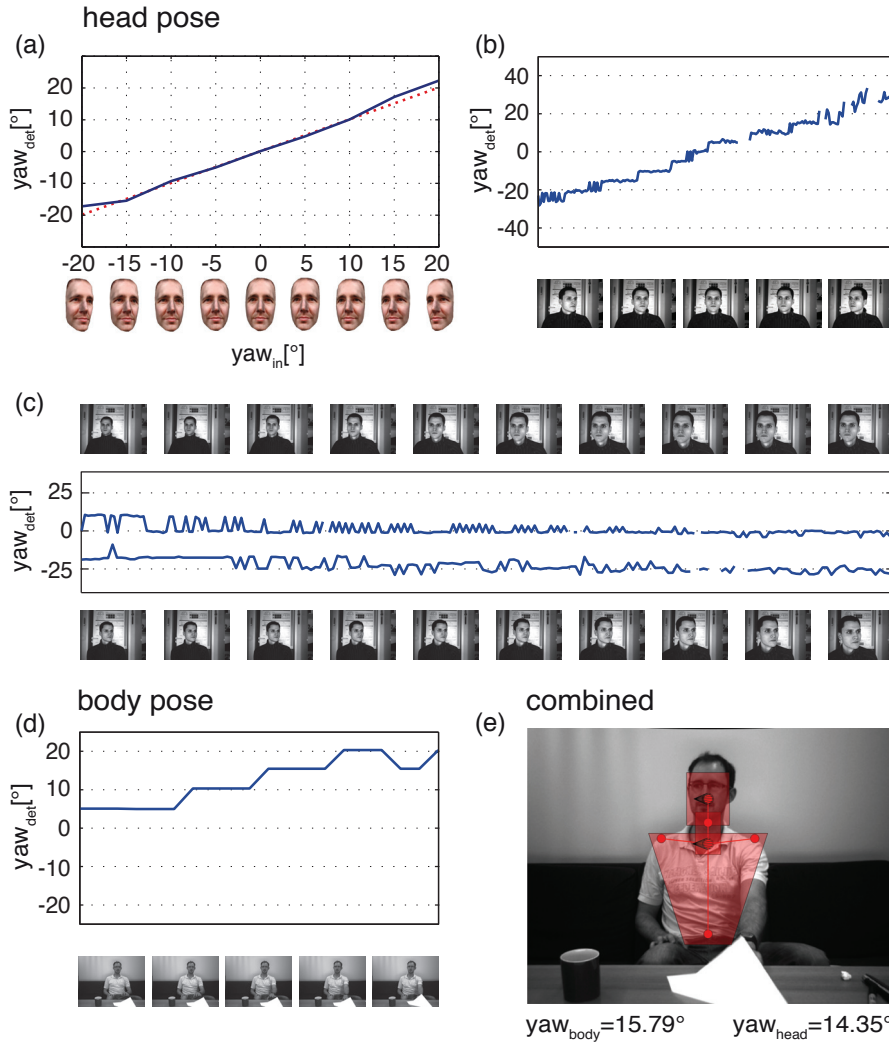 head pose
(a)
yaw_det[°]
20
10
0
-10
-20
-20 -15 -10 -5 0 5 10 15 20
yaw_in[°]
(b)
yaw_det[°]
40
20
0
-20
-40
(c)
yaw_det[°]
25
0
-25
body pose
(d)
yaw_det[°]
20
10
0
-10
-20
combined
(e)
yaw_body=15.79° yaw_head=14.35°